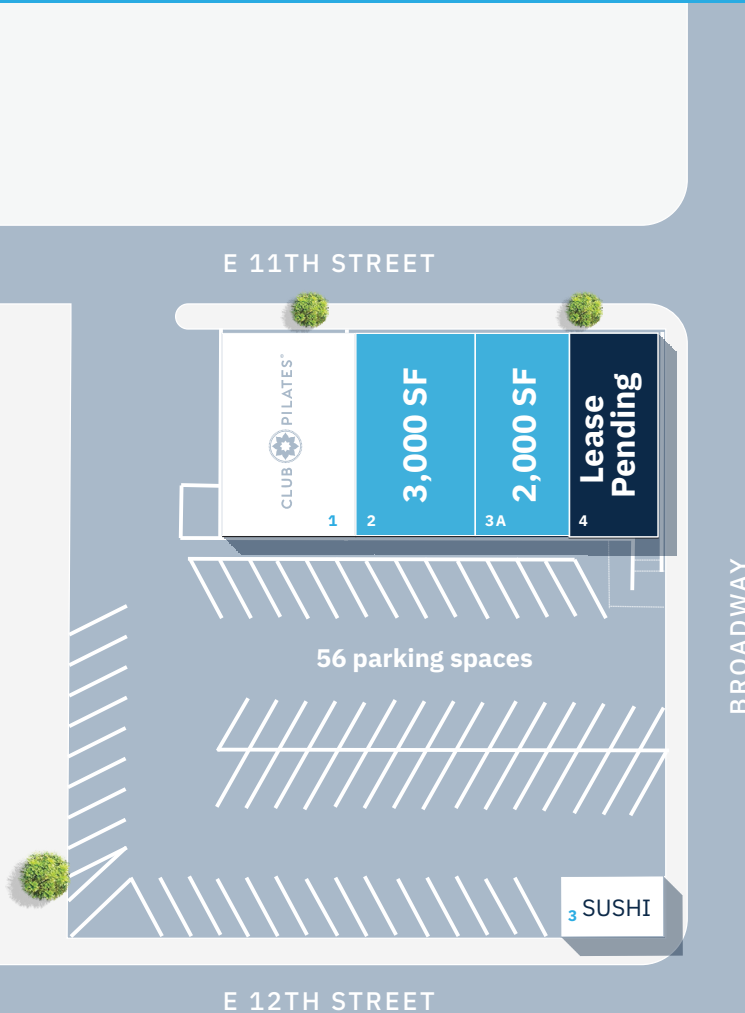 E 11TH STREET
CLUB PILATES®
1
3,000 SF
2
2,000 SF
3A
Lease
Pending
4
BROADWAY
56 parking spaces
3 SUSHI
E 12TH STREET